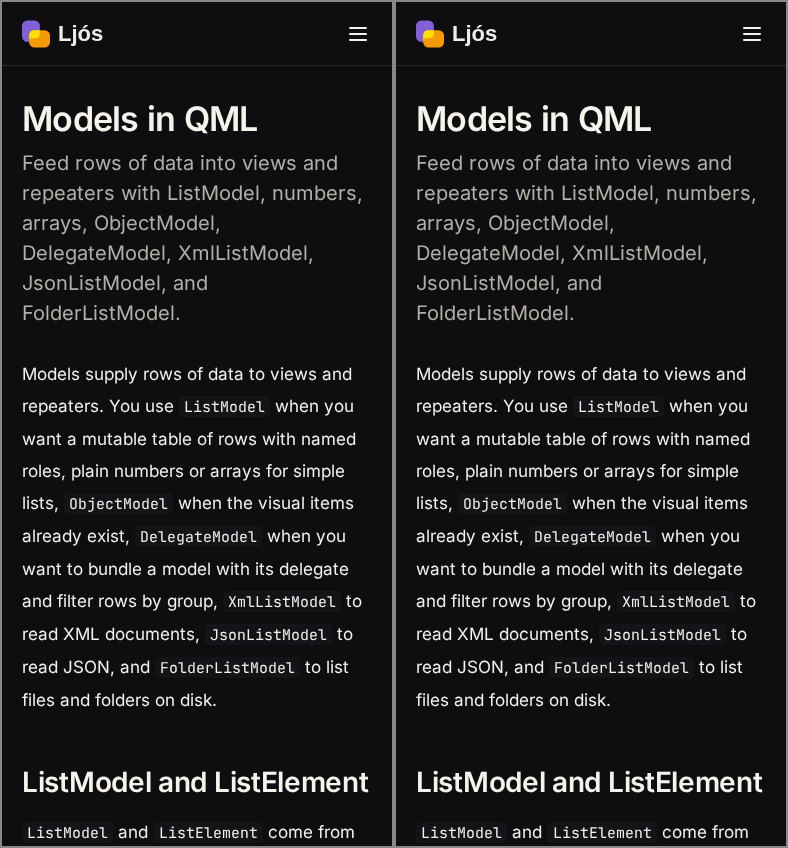 Ljós
Models in QML
Feed rows of data into views and
repeaters with ListModel, numbers,
arrays, ObjectModel,
DelegateModel, XmlListModel,
JsonListModel, and
FolderListModel.
Models supply rows of data to views and
repeaters. You use ListModel when you
want a mutable table of rows with named
roles, plain numbers or arrays for simple
lists, ObjectModel when the visual items
already exist, DelegateModel when you
want to bundle a model with its delegate
and filter rows by group, XmlListModel to
read XML documents, JsonListModel to
read JSON, and FolderListModel to list
files and folders on disk.
ListModel and ListElement
ListModel and ListElement come from
Ljós
Models in QML
Feed rows of data into views and
repeaters with ListModel, numbers,
arrays, ObjectModel,
DelegateModel, XmlListModel,
JsonListModel, and
FolderListModel.
Models supply rows of data to views and
repeaters. You use ListModel when you
want a mutable table of rows with named
roles, plain numbers or arrays for simple
lists, ObjectModel when the visual items
already exist, DelegateModel when you
want to bundle a model with its delegate
and filter rows by group, XmlListModel to
read XML documents, JsonListModel to
read JSON, and FolderListModel to list
files and folders on disk.
ListModel and ListElement
ListModel and ListElement come from